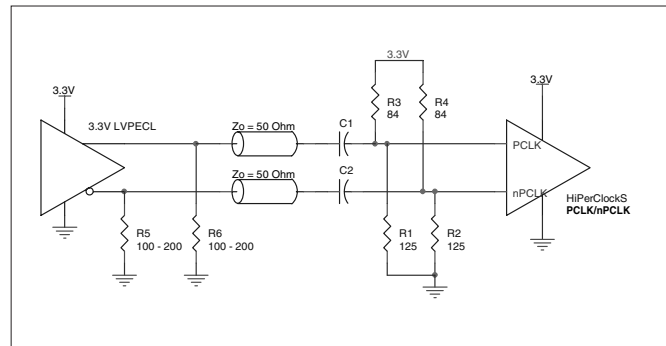 3.3V
3.3V
3.3V
3.3V LVPECL
R3
84
R4
84
Zo = 50 Ohm
C1
PCLK
Zo = 50 Ohm
C2
nPCLK
HiPerClockS
PCLK/nPCLK
R5
100 - 200
R6
100 - 200
R1
125
R2
125